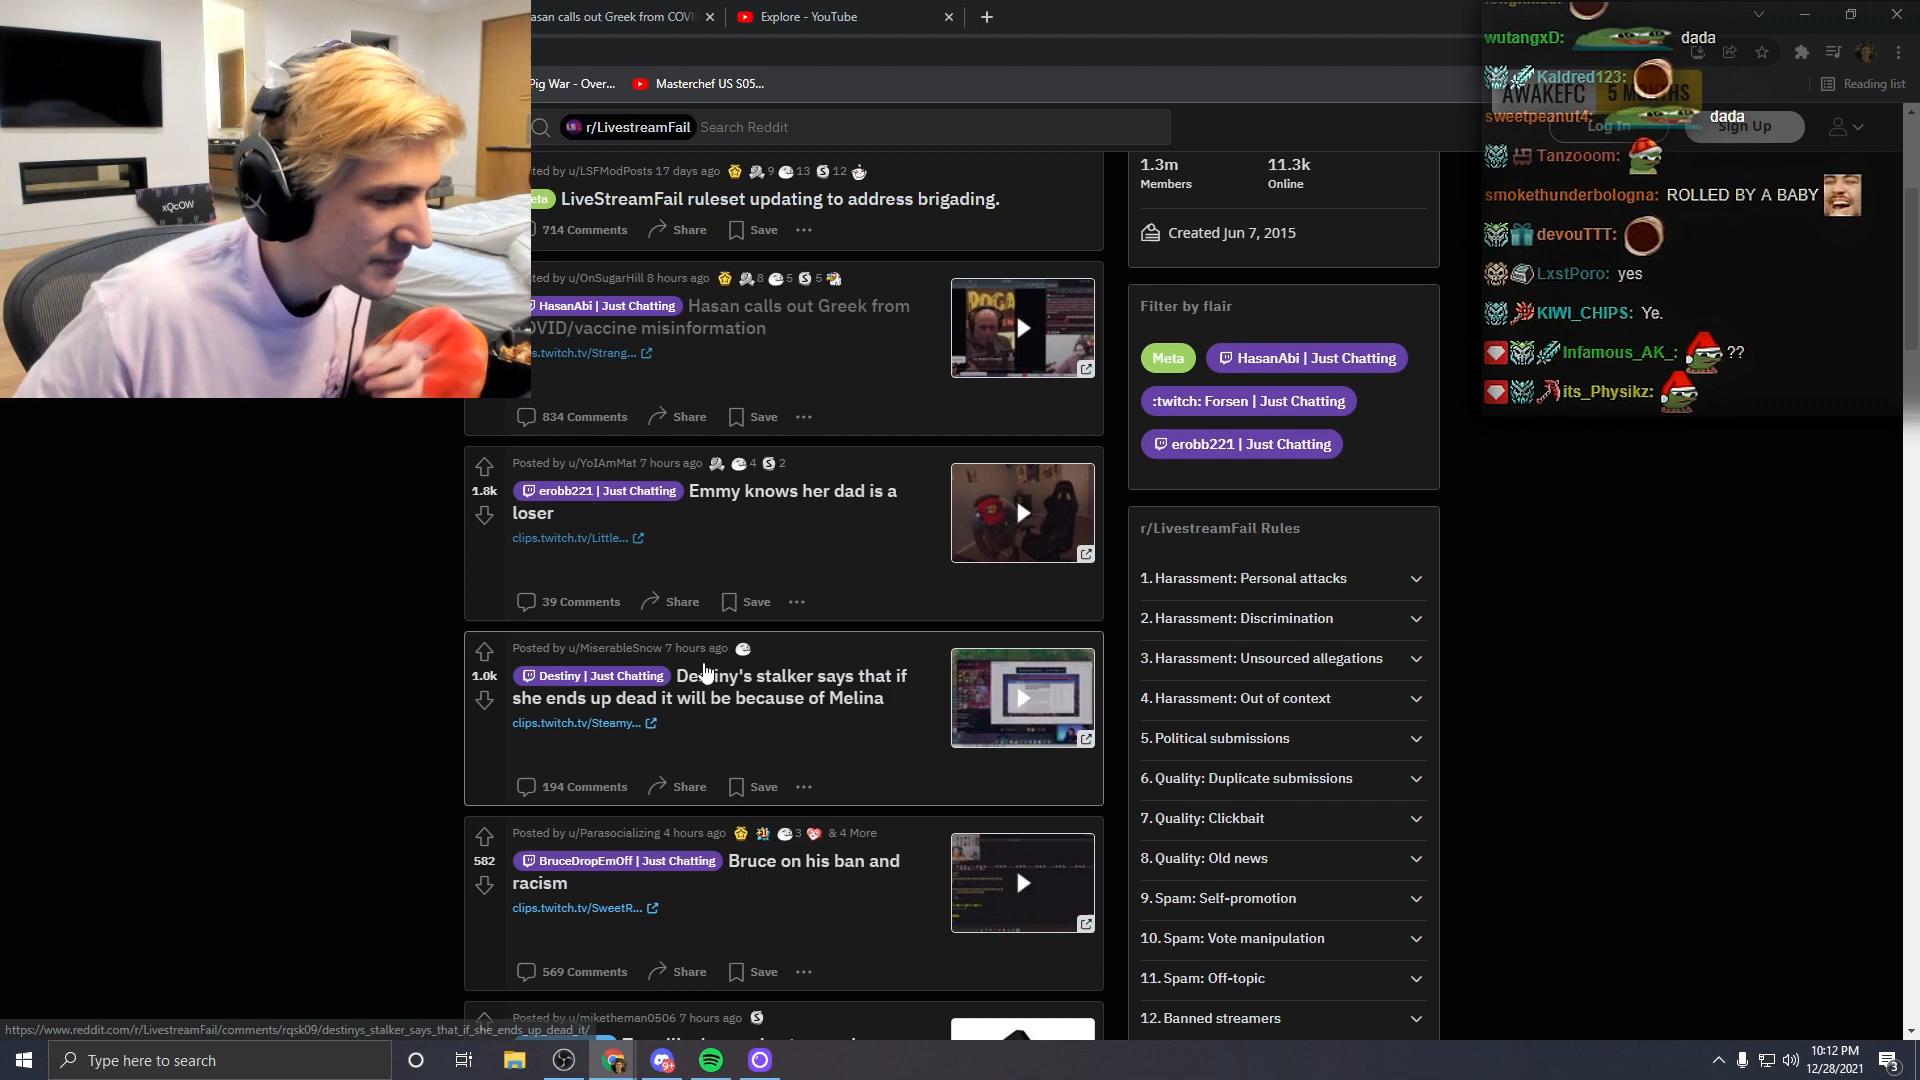 asan calls out Greek from COVI
Explore - YouTube
Pig War - Over...
Masterchef US S05...
Reading list
r/LivestreamFail
Search Reddit
Log In
Sign Up
xQcOW
wutangxD: dada
Kaldred123:
AWAKEFC 5 MONTHS
sweetpeanut4: dada
Tanzooom:
smokethunderbologna: ROLLED BY A BABY
devouTTT:
LxstPoro: yes
KIWI_CHIPS: Ye.
Infamous_AK_: ??
its_Physikz:
ted by u/LSFModPosts 17 days ago 9 13 12
eta LiveStreamFail ruleset updating to address brigading.
714 Comments Share Save
ted by u/OnSugarHill 8 hours ago 8 5 5
HasanAbi | Just Chatting Hasan calls out Greek from
OVID/vaccine misinformation
s.twitch.tv/Strang...
834 Comments Share Save
Posted by u/YoIAmMat 7 hours ago 4 2
1.8k
erobb221 | Just Chatting Emmy knows her dad is a
loser
clips.twitch.tv/Little...
39 Comments Share Save
Posted by u/MiserableSnow 7 hours ago
1.0k
Destiny | Just Chatting Destiny's stalker says that if
she ends up dead it will be because of Melina
clips.twitch.tv/Steamy...
194 Comments Share Save
Posted by u/Parasocializing 4 hours ago 3 & 4 More
582
BruceDropEmOff | Just Chatting Bruce on his ban and
racism
clips.twitch.tv/SweetR...
569 Comments Share Save
Posted by u/miketheman0506 7 hours ago
1.3m 11.3k
Members Online
Created Jun 7, 2015
Filter by flair
Meta
HasanAbi | Just Chatting
:twitch: Forsen | Just Chatting
erobb221 | Just Chatting
r/LivestreamFail Rules
1. Harassment: Personal attacks
2. Harassment: Discrimination
3. Harassment: Unsourced allegations
4. Harassment: Out of context
5. Political submissions
6. Quality: Duplicate submissions
7. Quality: Clickbait
8. Quality: Old news
9. Spam: Self-promotion
10. Spam: Vote manipulation
11. Spam: Off-topic
12. Banned streamers
https://www.reddit.com/r/LivestreamFail/comments/rqsk09/destinys_stalker_says_that_if_she_ends_up_dead_it/
Type here to search
9+
10:12 PM
12/28/2021
3